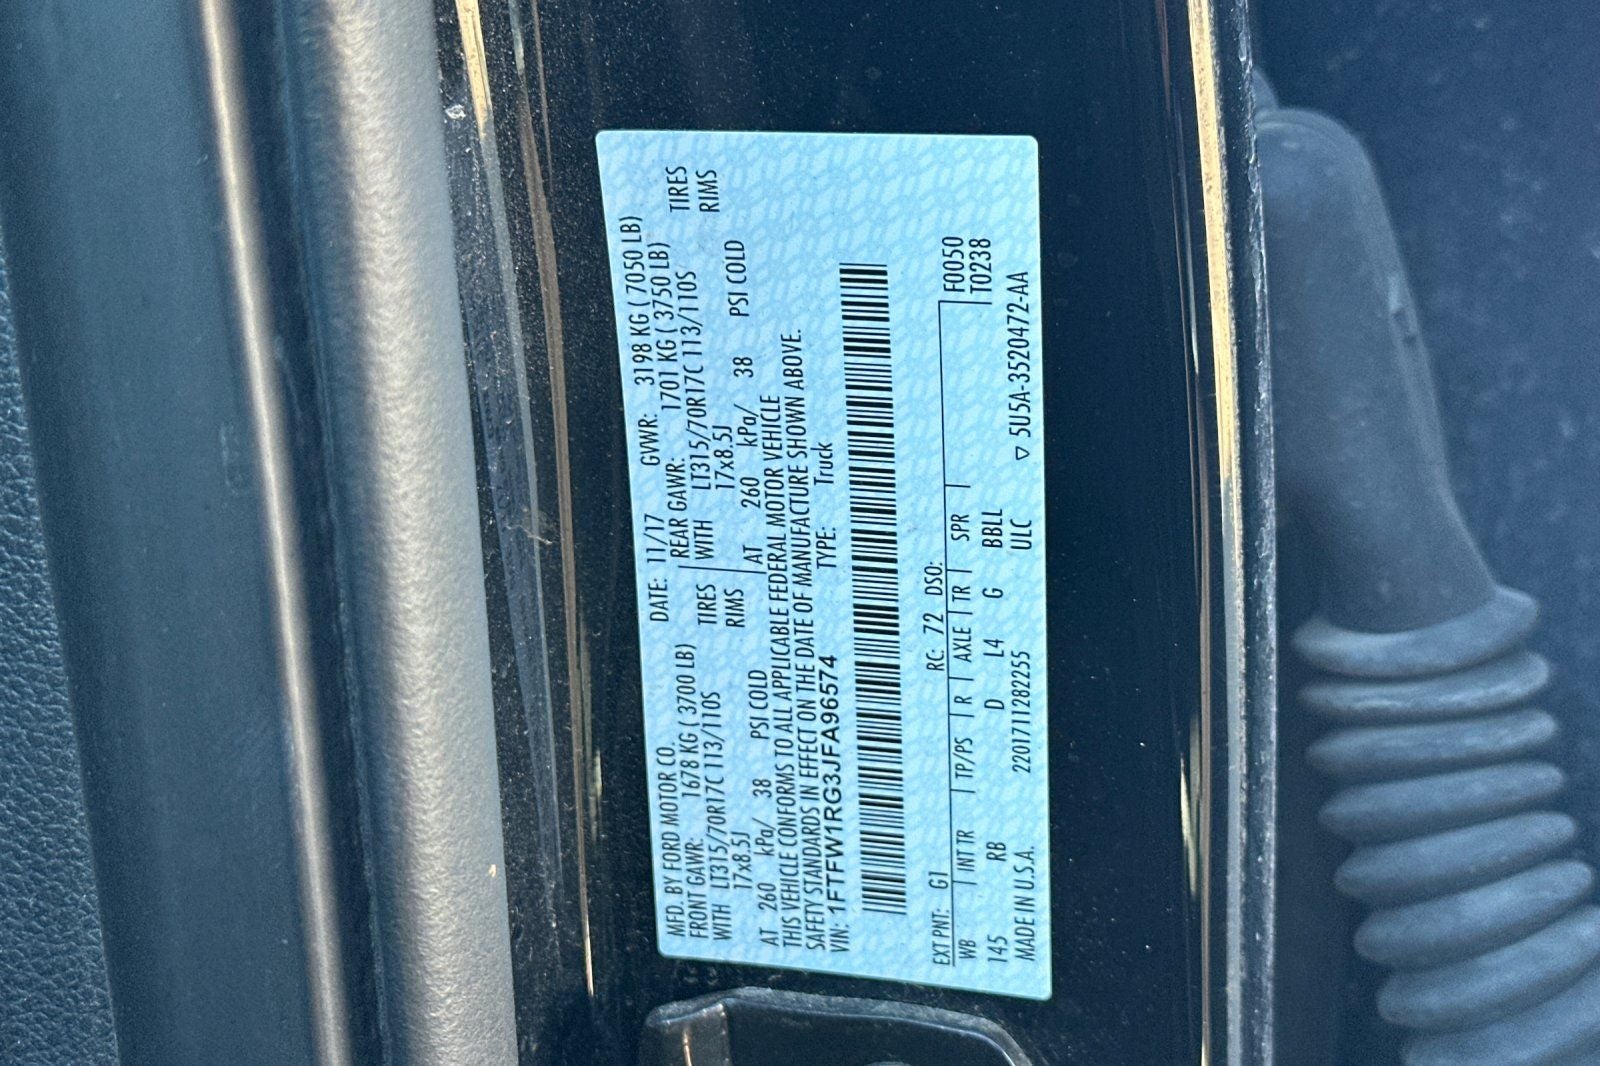 MFD. BY FORD MOTOR CO.
DATE: 11/17 GVWR: 3198 KG ( 7050 LB)
FRONT GAWR: 1678 KG ( 3700 LB) REAR GAWR: 1701 KG ( 3750 LB)
WITH LT315/70R17C 113/110S TIRES WITH LT315/70R17C 113/110S TIRES
17x8.5J RIMS 17x8.5J RIMS
AT 260 kPa/ 38 PSI COLD AT 260 kPa/ 38 PSI COLD
THIS VEHICLE CONFORMS TO ALL APPLICABLE FEDERAL MOTOR VEHICLE
SAFETY STANDARDS IN EFFECT ON THE DATE OF MANUFACTURE SHOWN ABOVE.
VIN: 1FTFW1RG3JFA96574 TYPE: Truck
EXT PNT: G1 RC: 72 DSO: F0050
WB INT TR TP/PS R AXLE TR SPR T0238
145 RB D L4 G BBLL
MADE IN U.S.A. 2201711282255 ULC ▽ 5U5A-3520472-AA